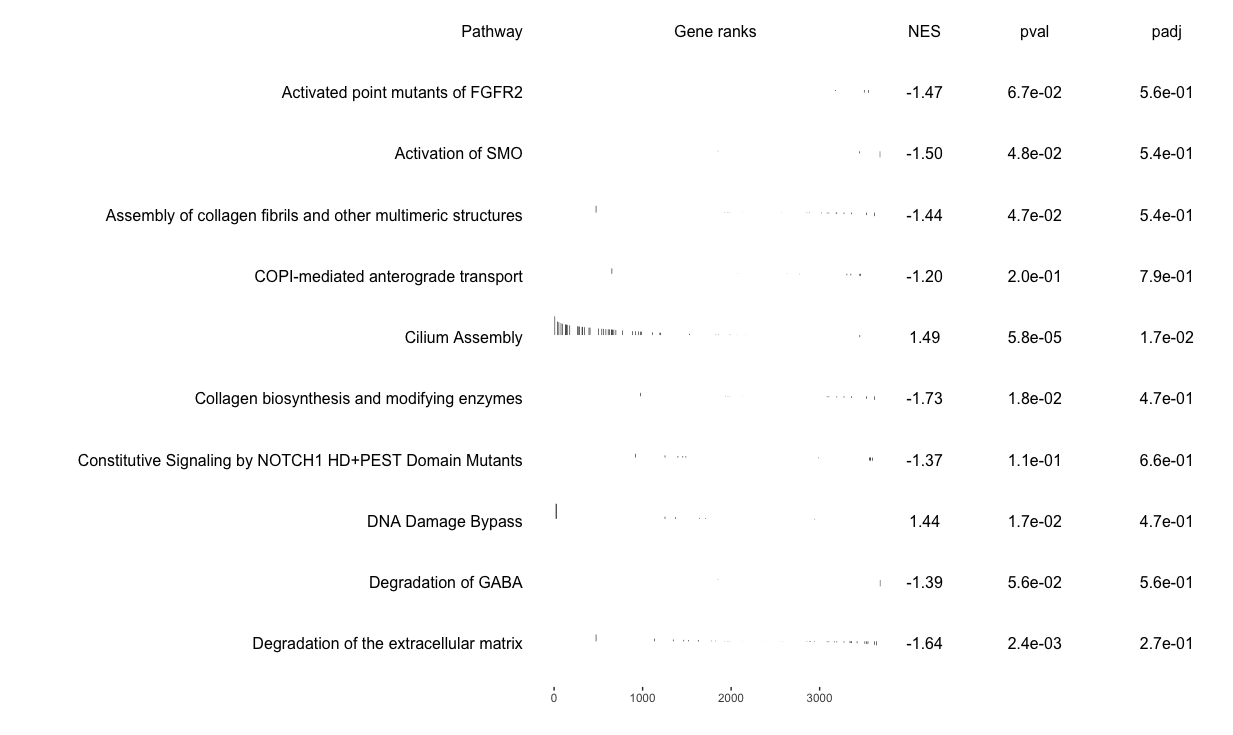 Pathway Gene ranks NES pval padj
Activated point mutants of FGFR2 -1.47 6.7e-02 5.6e-01
Activation of SMO -1.50 4.8e-02 5.4e-01
Assembly of collagen fibrils and other multimeric structures -1.44 4.7e-02 5.4e-01
COPI-mediated anterograde transport -1.20 2.0e-01 7.9e-01
Cilium Assembly 1.49 5.8e-05 1.7e-02
Collagen biosynthesis and modifying enzymes -1.73 1.8e-02 4.7e-01
Constitutive Signaling by NOTCH1 HD+PEST Domain Mutants -1.37 1.1e-01 6.6e-01
DNA Damage Bypass 1.44 1.7e-02 4.7e-01
Degradation of GABA -1.39 5.6e-02 5.6e-01
Degradation of the extracellular matrix -1.64 2.4e-03 2.7e-01
0 1000 2000 3000